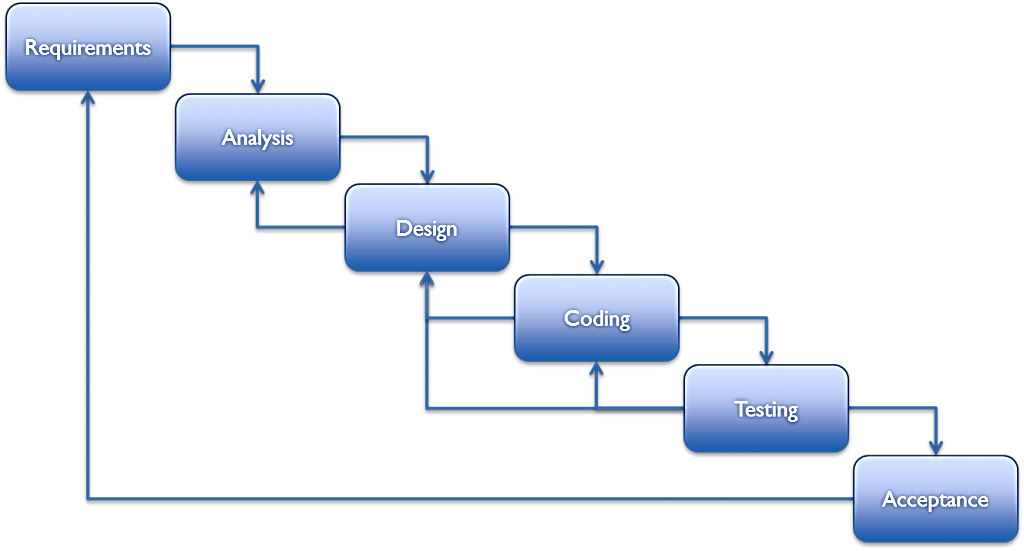 Requirements
Analysis
Design
Coding
Testing
Acceptance